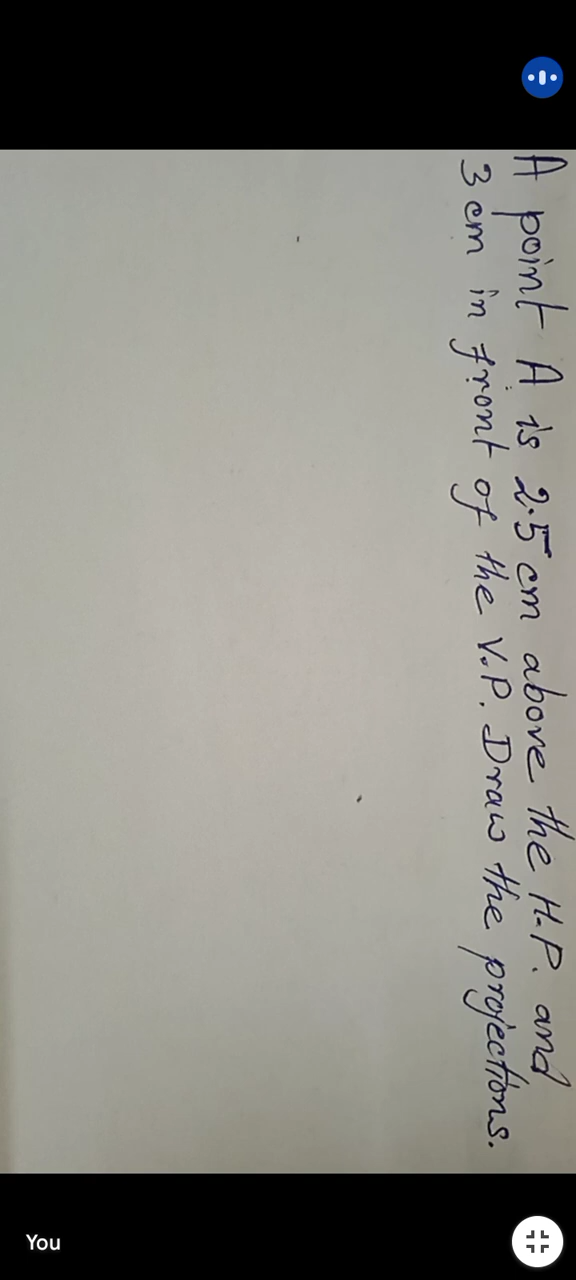 A point A is 2.5 cm above the H.P. and
3 cm in front of the V.P. Draw the projections.
You